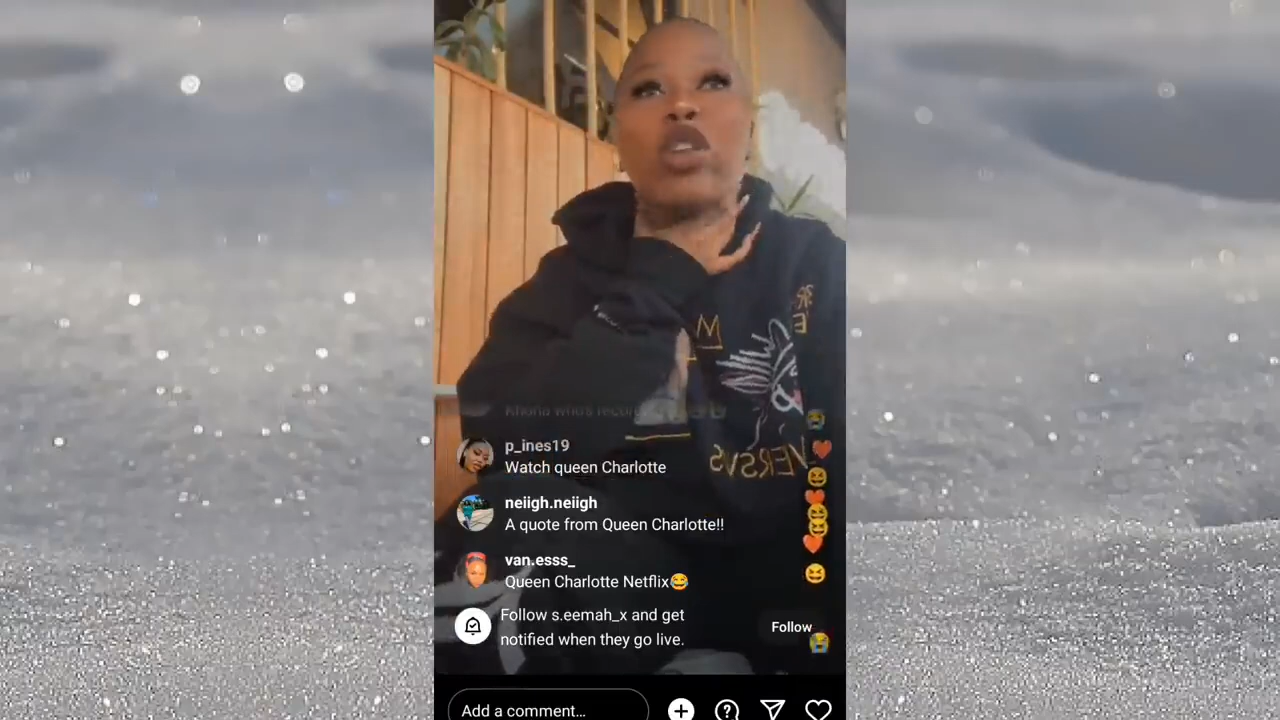 p_ines19
Watch queen Charlotte
neiigh.neiigh
A quote from Queen Charlotte!!
van.esss_
Queen Charlotte Netflix😂
Follow s.eemah_x and get
notified when they go live.
Follow
Add a comment…